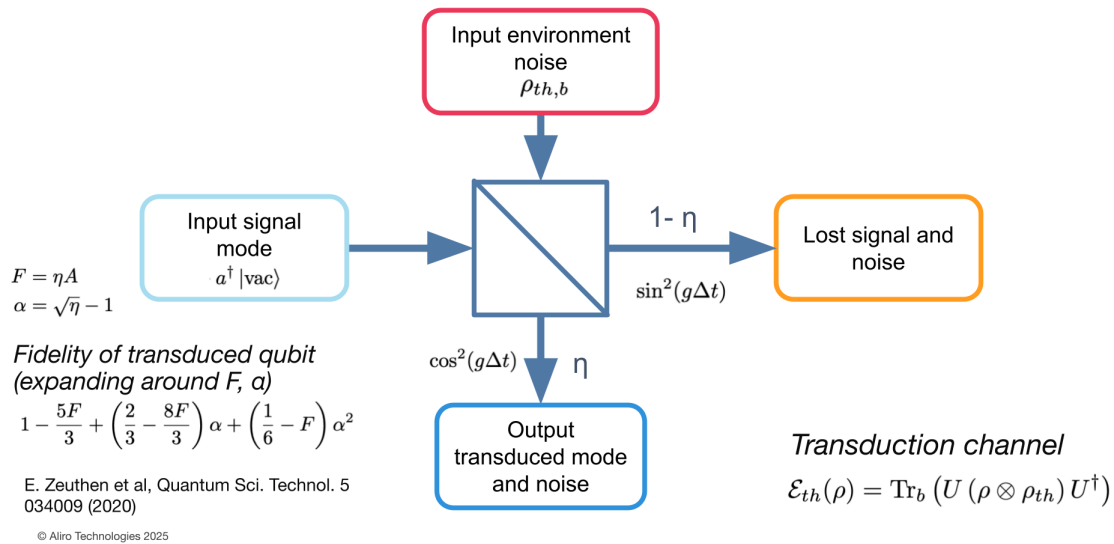 Input environment
noise
ρ_{th,b}
Input signal
mode
a† |vac⟩
1- η
sin²(gΔt)
Lost signal and
noise
F = ηA
α = √η − 1
Fidelity of transduced qubit
(expanding around F, α)
1 − 5F/3 + (2/3 − 8F/3) α + (1/6 − F) α²
cos²(gΔt)
η
Output
transduced mode
and noise
Transduction channel
ℰ_{th}(ρ) = Tr_b (U (ρ ⊗ ρ_{th}) U†)
E. Zeuthen et al, Quantum Sci. Technol. 5
034009 (2020)
© Aliro Technologies 2025